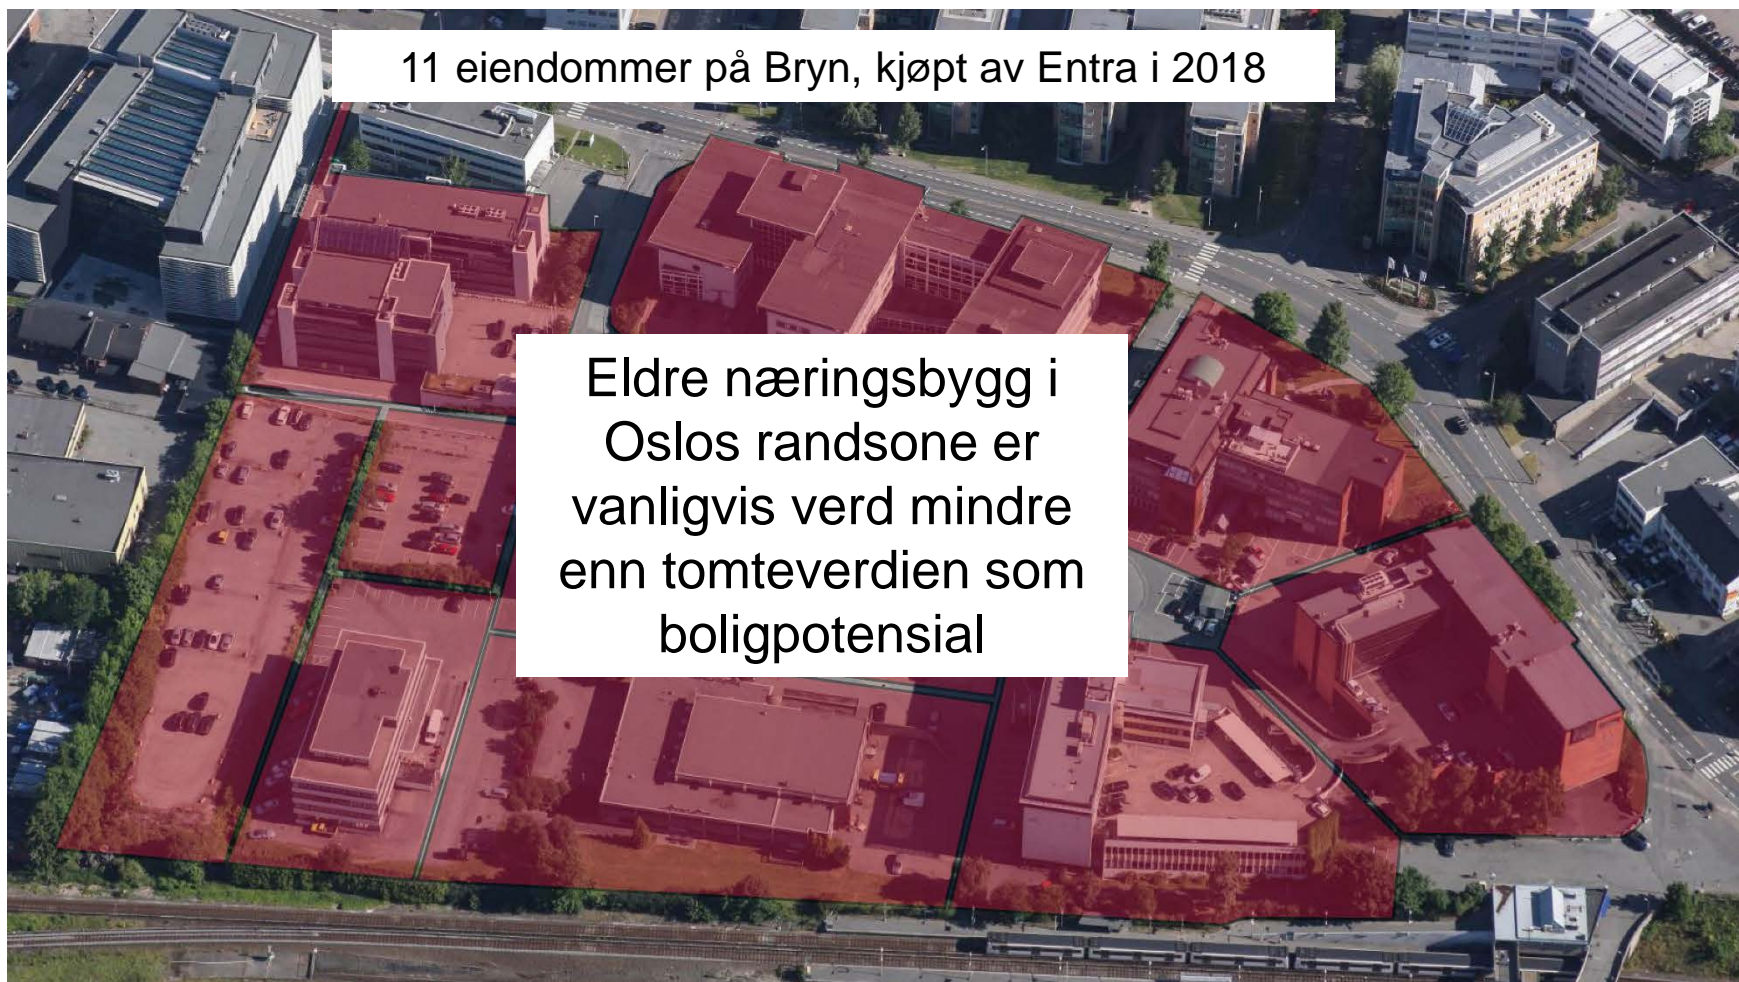 11 eiendommer på Bryn, kjøpt av Entra i 2018
Eldre næringsbygg i
Oslos randsone er
vanligvis verd mindre
enn tomteverdien som
boligpotensial